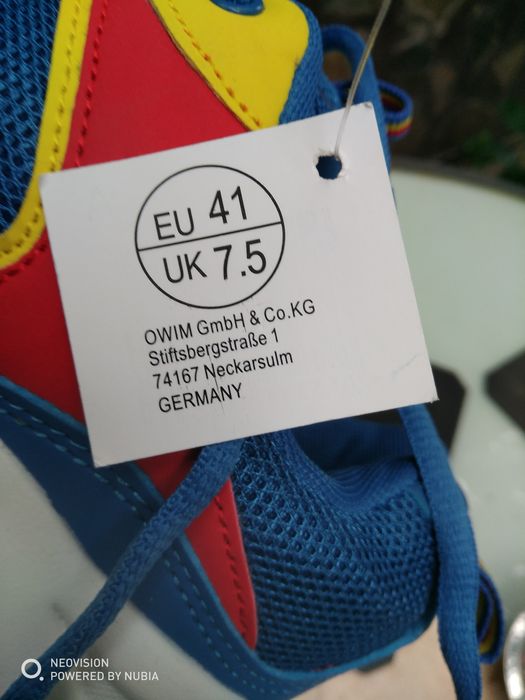 EU 41
UK 7.5
OWIM GmbH & Co.KG
Stiftsbergstraße 1
74167 Neckarsulm
GERMANY
NEOVISION
POWERED BY NUBIA